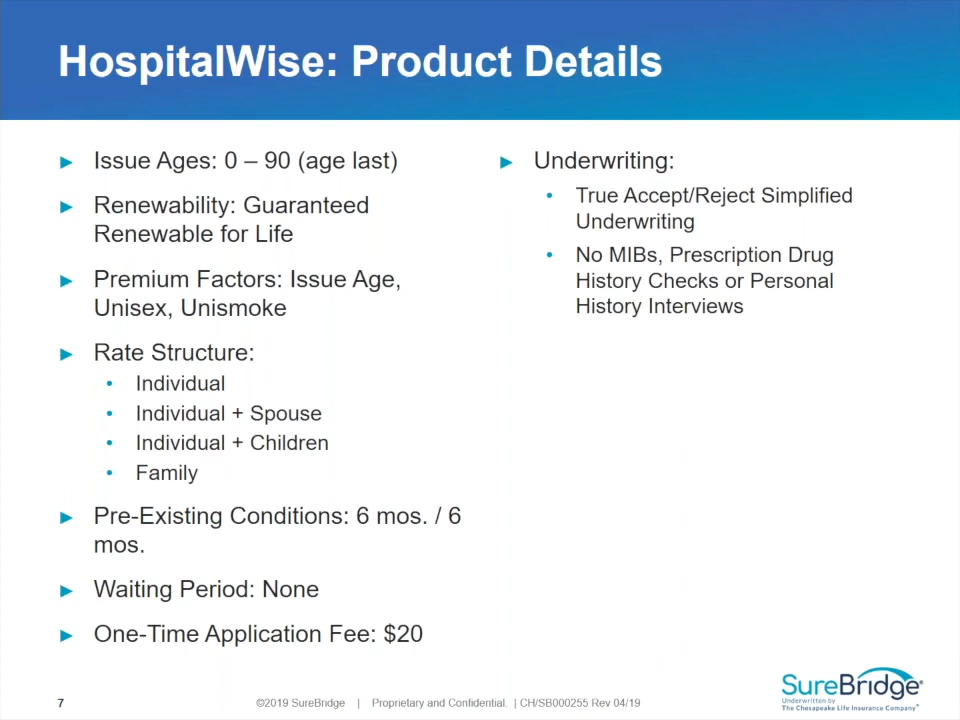 HospitalWise: Product Details
► Issue Ages: 0 – 90 (age last)
► Renewability: Guaranteed
Renewable for Life
► Premium Factors: Issue Age,
Unisex, Unismoke
► Rate Structure:
• Individual
• Individual + Spouse
• Individual + Children
• Family
► Pre-Existing Conditions: 6 mos. / 6
mos.
► Waiting Period: None
► One-Time Application Fee: $20
► Underwriting:
• True Accept/Reject Simplified
Underwriting
• No MIBs, Prescription Drug
History Checks or Personal
History Interviews
7
©2019 SureBridge | Proprietary and Confidential. | CH/SB000255 Rev 04/19
SureBridge®
Underwritten by
The Chesapeake Life Insurance Company℠